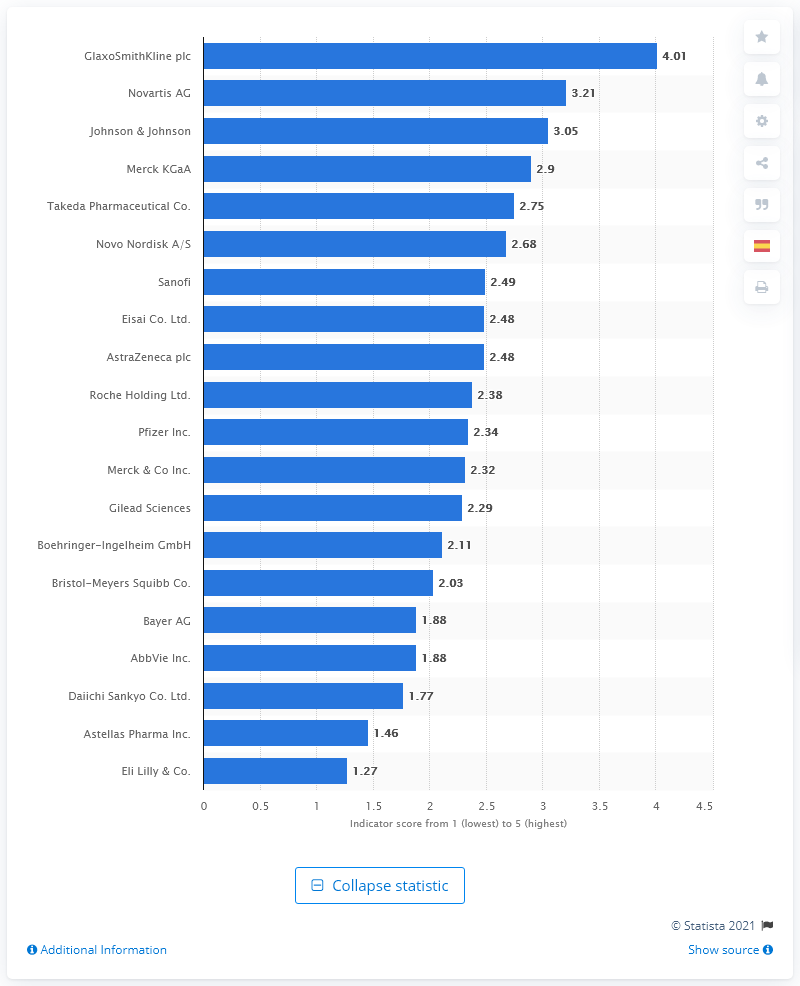 GlaxoSmithKline plc 4.01
Novartis AG 3.21
Johnson & Johnson 3.05
Merck KGaA 2.9
Takeda Pharmaceutical Co. 2.75
Novo Nordisk A/S 2.68
Sanofi 2.49
Eisai Co. Ltd. 2.48
AstraZeneca plc 2.48
Roche Holding Ltd. 2.38
Pfizer Inc. 2.34
Merck & Co Inc. 2.32
Gilead Sciences 2.29
Boehringer-Ingelheim GmbH 2.11
Bristol-Meyers Squibb Co. 2.03
Bayer AG 1.88
AbbVie Inc. 1.88
Daiichi Sankyo Co. Ltd. 1.77
Astellas Pharma Inc. 1.46
Eli Lilly & Co. 1.27
0 0.5 1 1.5 2 2.5 3 3.5 4 4.5
Indicator score from 1 (lowest) to 5 (highest)
Collapse statistic
© Statista 2021
Additional Information Show source